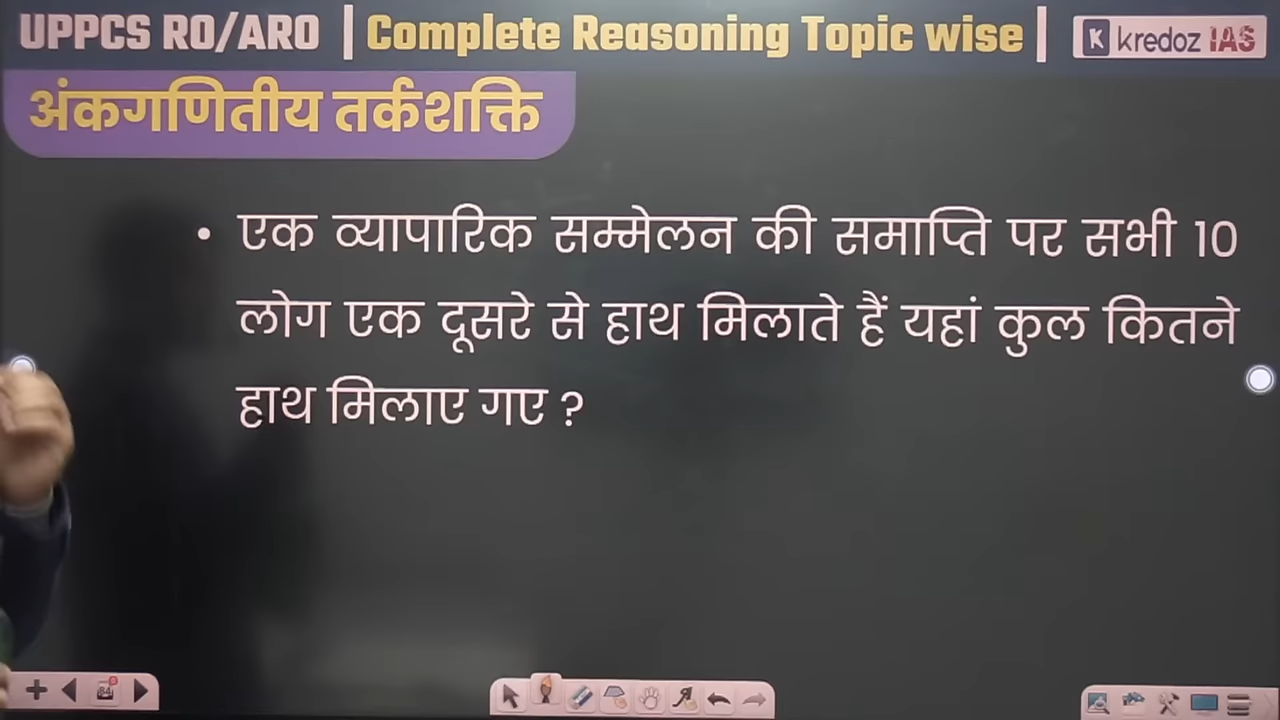 UPPCS RO/ARO | Complete Reasoning Topic wise | K kredoz IAS
अंकगणितीय तर्कशक्ति
• एक व्यापारिक सम्मेलन की समाप्ति पर सभी 10
लोग एक दूसरे से हाथ मिलाते हैं यहां कुल कितने
हाथ मिलाए गए ?
84